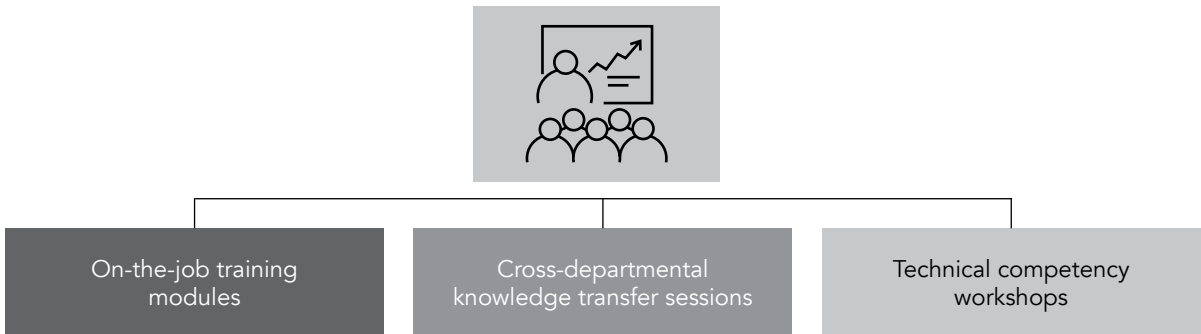 On-the-job training
modules
Cross-departmental
knowledge transfer sessions
Technical competency
workshops